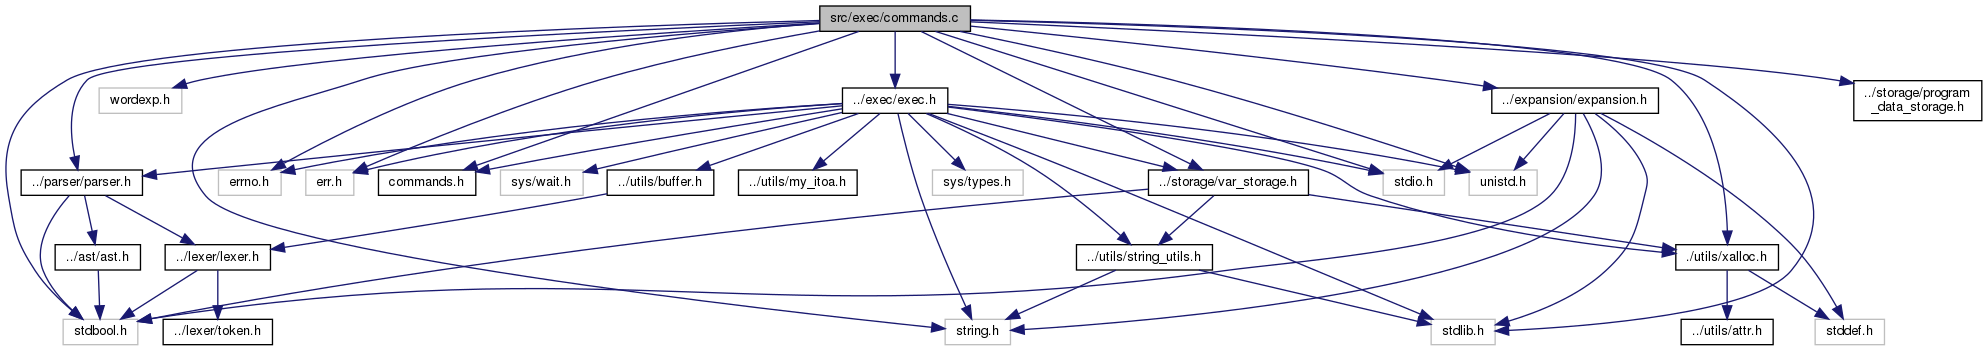 src/exec/commands.c
wordexp.h
../exec/exec.h
../expansion/expansion.h
../storage/program
_data_storage.h
../parser/parser.h
errno.h
err.h
commands.h
sys/wait.h
../utils/buffer.h
../utils/my_itoa.h
sys/types.h
../storage/var_storage.h
stdio.h
unistd.h
../ast/ast.h
../lexer/lexer.h
../utils/string_utils.h
./utils/xalloc.h
stdbool.h
../lexer/token.h
string.h
stdlib.h
../utils/attr.h
stddef.h